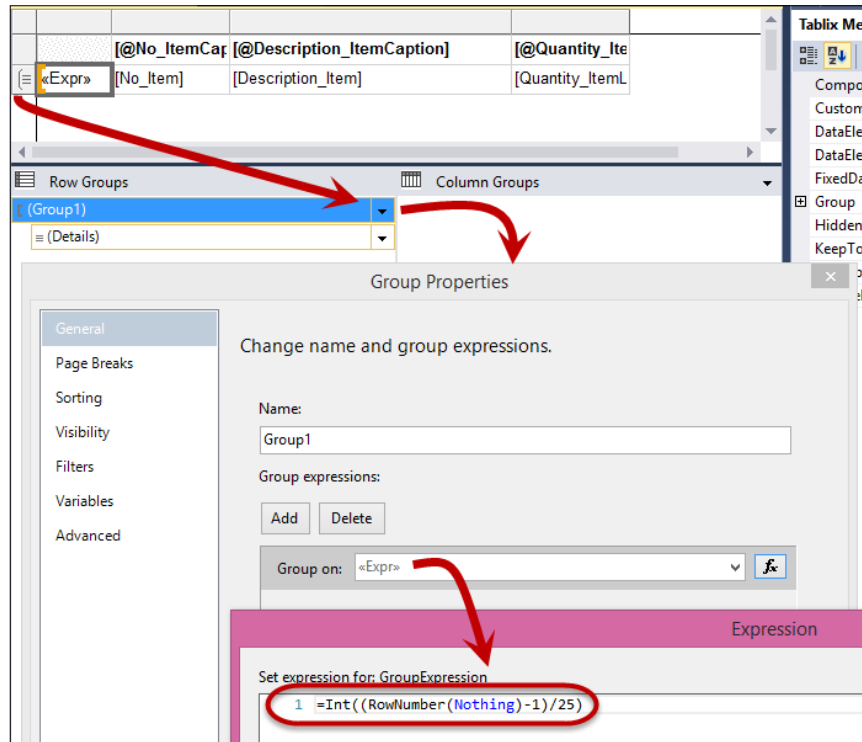 Tablix Me
[@No_ItemCap [@Description_ItemCaption] [@Quantity_Ite
«Expr» [No_Item] [Description_Item] [Quantity_ItemL
Compo
Custom
DataEle
DataEle
FixedDa
Group
Hidden
KeepTo
Row Groups
Column Groups
(Group1)
(Details)
Group Properties
General
Page Breaks
Sorting
Visibility
Filters
Variables
Advanced
Change name and group expressions.
Name:
Group1
Group expressions:
Add Delete
Group on: «Expr» fx
Expression
Set expression for: GroupExpression
1 =Int((RowNumber(Nothing)-1)/25)